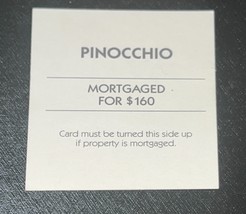 PINOCCHIO
MORTGAGED
FOR $160
Card must be turned this side up
if property is mortgaged.